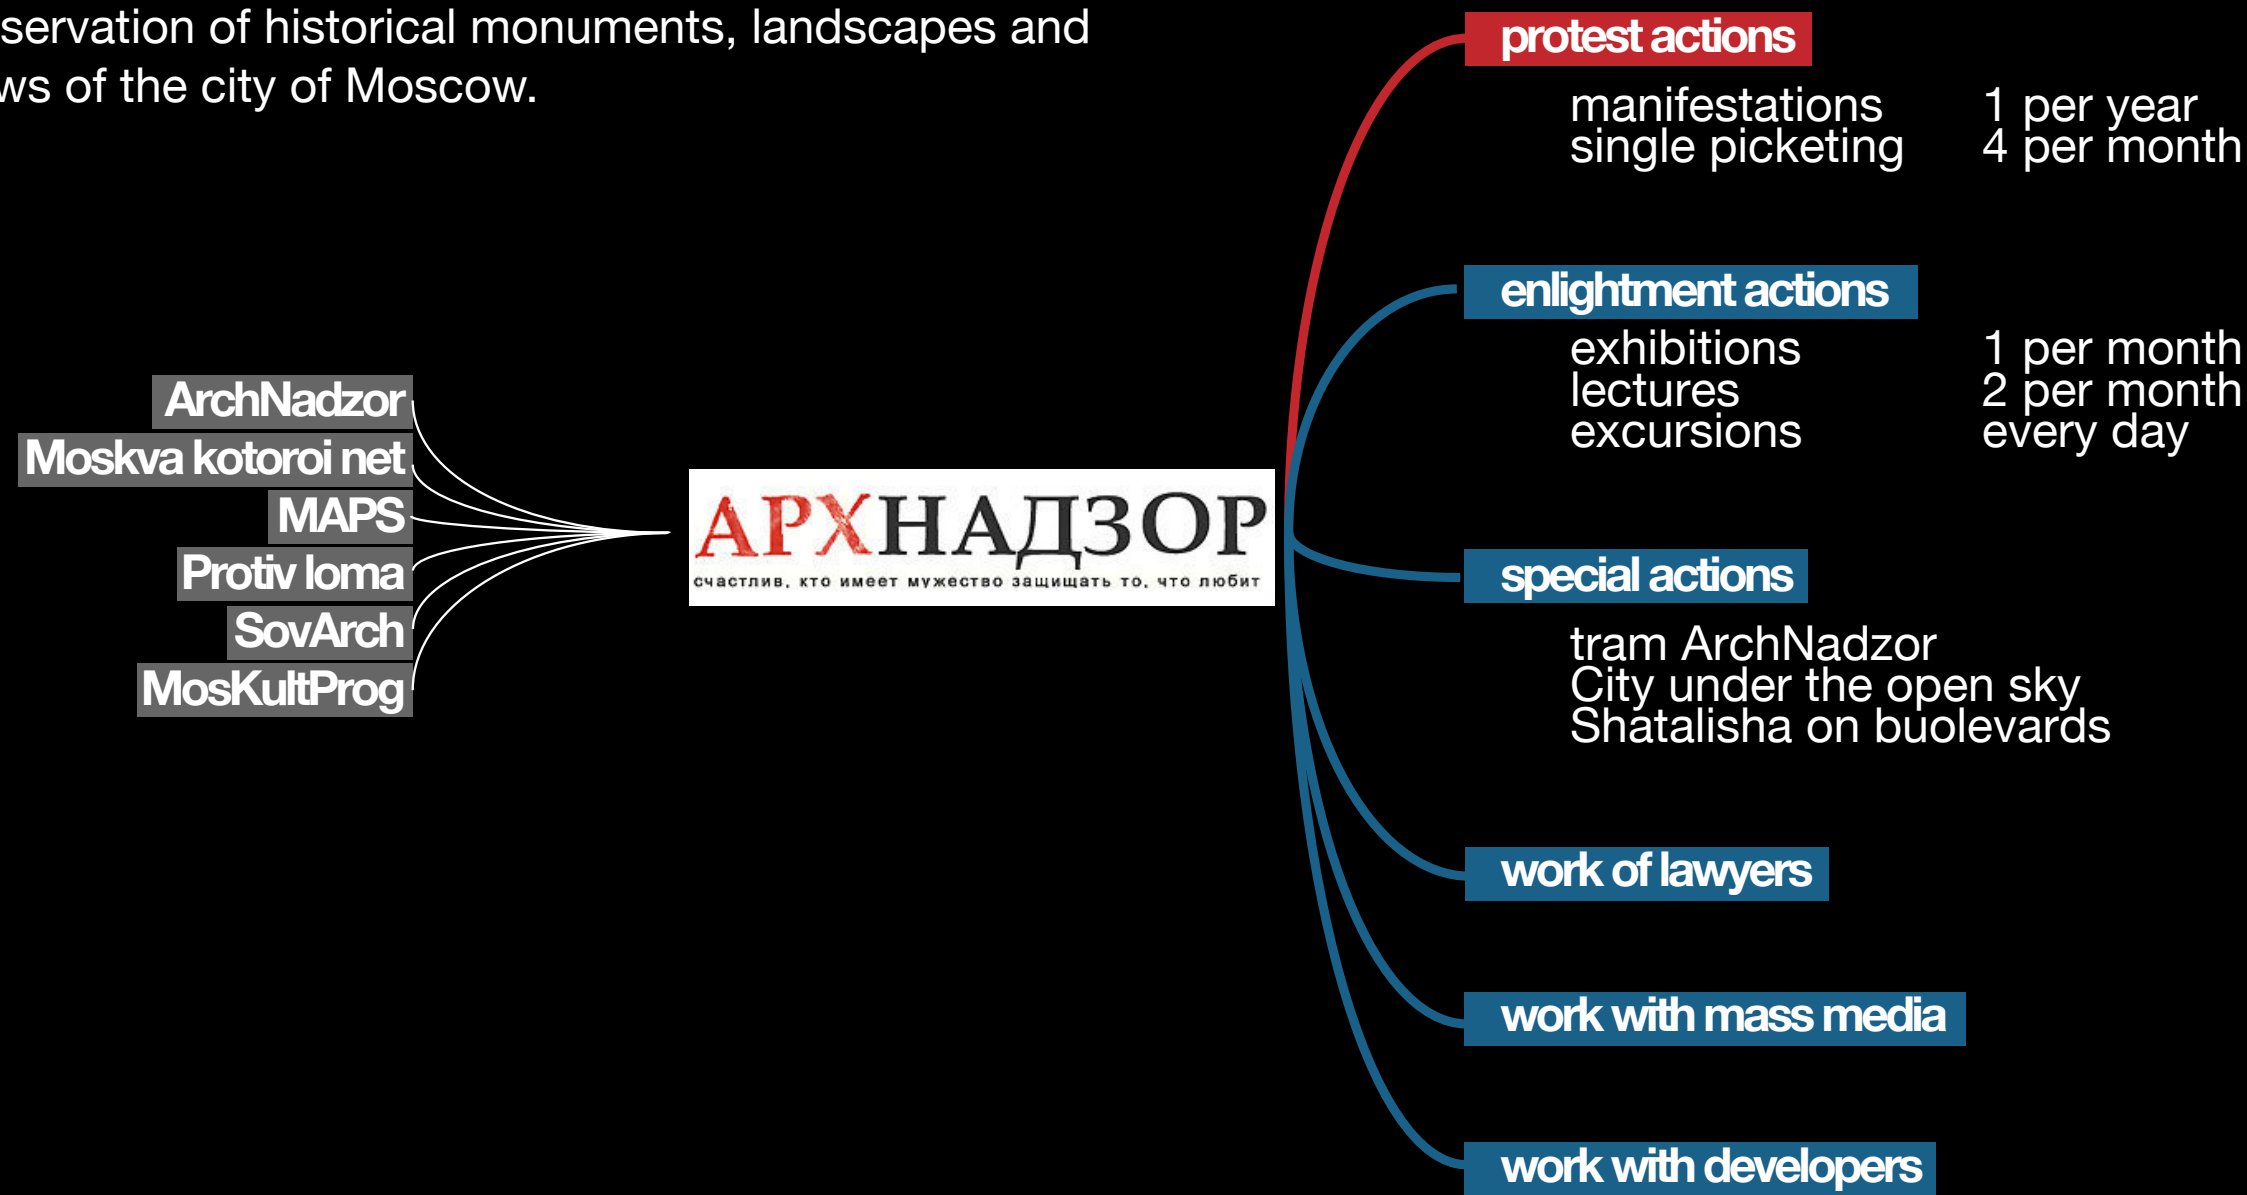 servation of historical monuments, landscapes and
ws of the city of Moscow.
ArchNadzor
Moskva kotoroi net
MAPS
Protiv loma
SovArch
MosKultProg
АРХНАДЗОР
счастлив, кто имеет мужество защищать то, что любит
protest actions
manifestations 1 per year
single picketing 4 per month
enlightment actions
exhibitions 1 per month
lectures 2 per month
excursions every day
special actions
tram ArchNadzor
City under the open sky
Shatalisha on buolevards
work of lawyers
work with mass media
work with developers